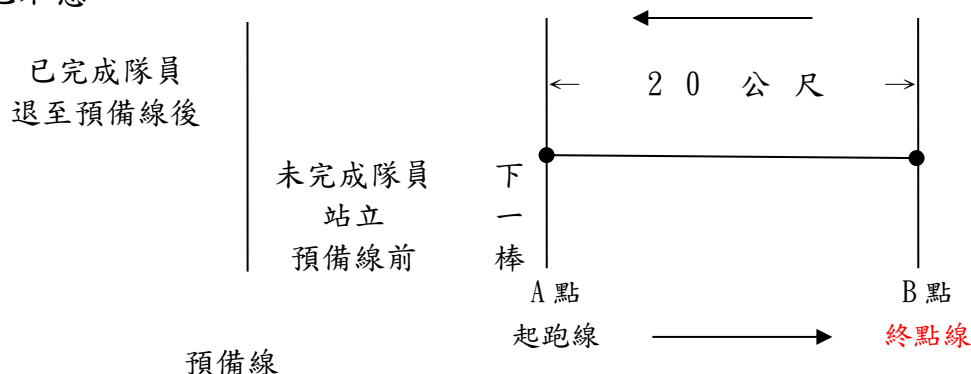 已完成隊員
退至預備線後
未完成隊員
站立
預備線前
下
一
棒
20公尺
A點
起跑線
B點
終點線
預備線